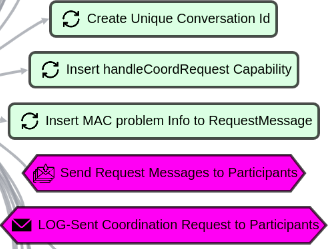 Create Unique Conversation Id
Insert handleCoordRequest Capability
Insert MAC problem Info to RequestMessage
Send Request Messages to Participants
LOG-Sent Coordination Request to Participants